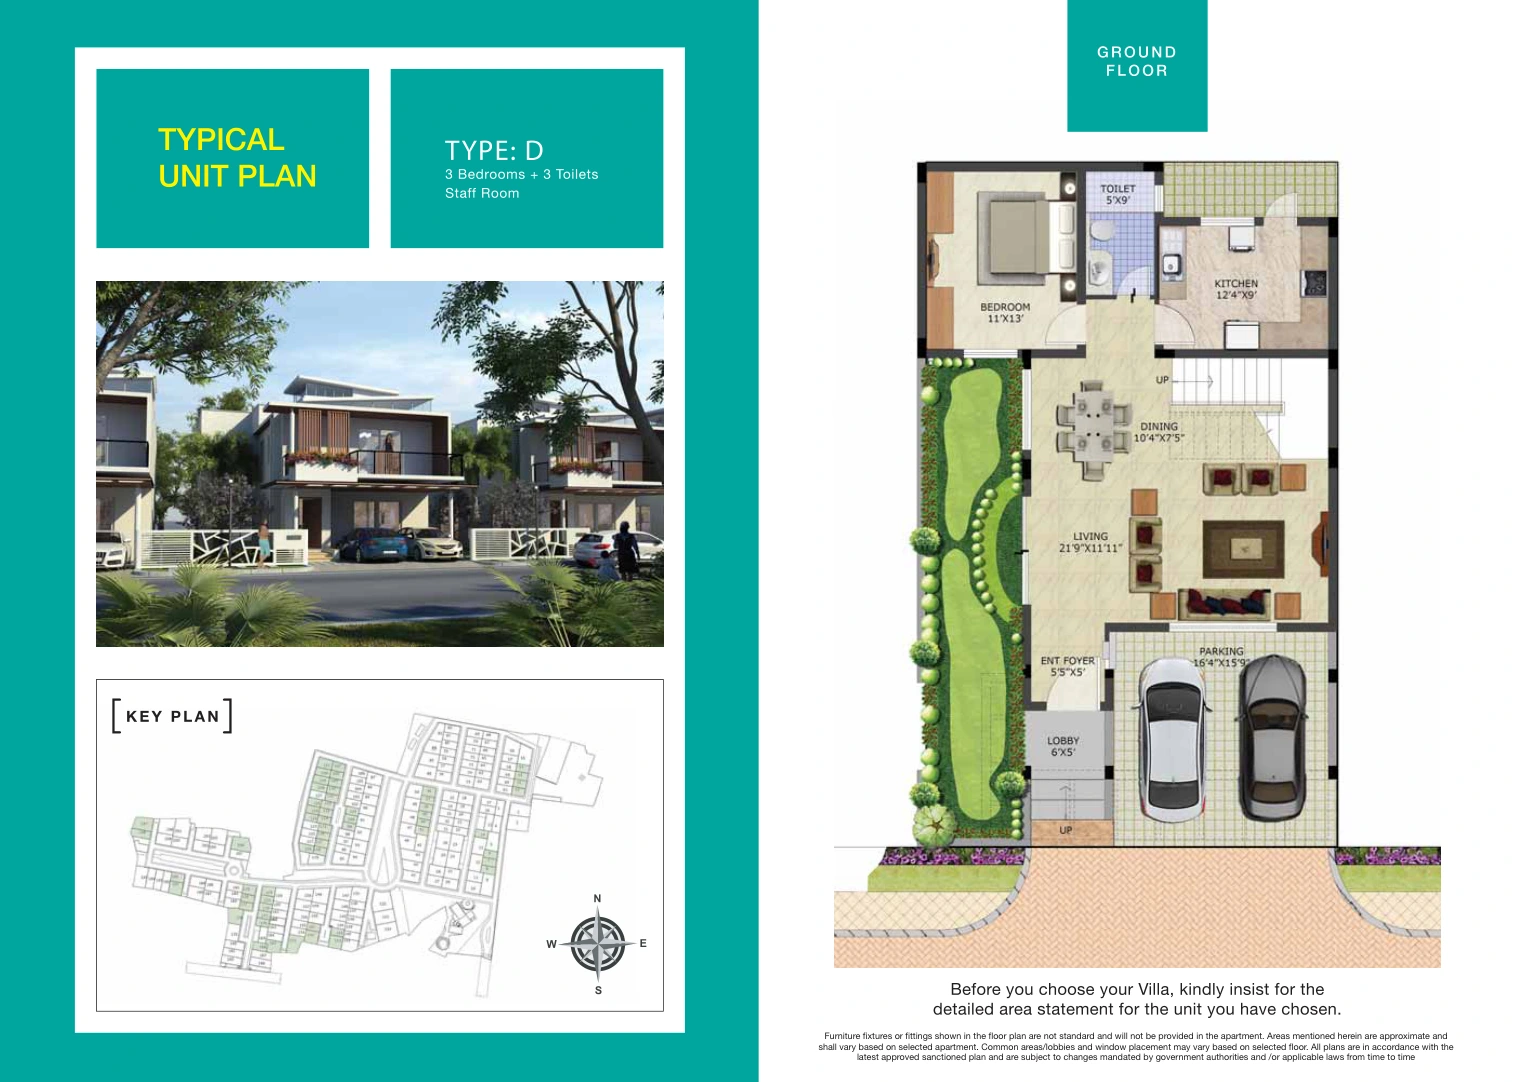 TYPICAL
UNIT PLAN
TYPE: D
3 Bedrooms + 3 Toilets
Staff Room
KEY PLAN
N
W
E
S
GROUND
FLOOR
TOILET
5'X9'
KITCHEN
12'4"X9'
BEDROOM
11'X13'
UP
DINING
10'4"X7'5"
LIVING
21'9"X11'11"
PARKING
16'4"X15'9"
ENT FOYER
5'5"X5'
LOBBY
6'X5'
UP
Before you choose your Villa, kindly insist for the
detailed area statement for the unit you have chosen.
Furniture fixtures or fittings shown in the floor plan are not standard and will not be provided in the apartment. Areas mentioned herein are approximate and
shall vary based on selected apartment. Common areas/lobbies and window placement may vary based on selected floor. All plans are in accordance with the
latest approved sanctioned plan and are subject to changes mandated by government authorities and /or applicable laws from time to time